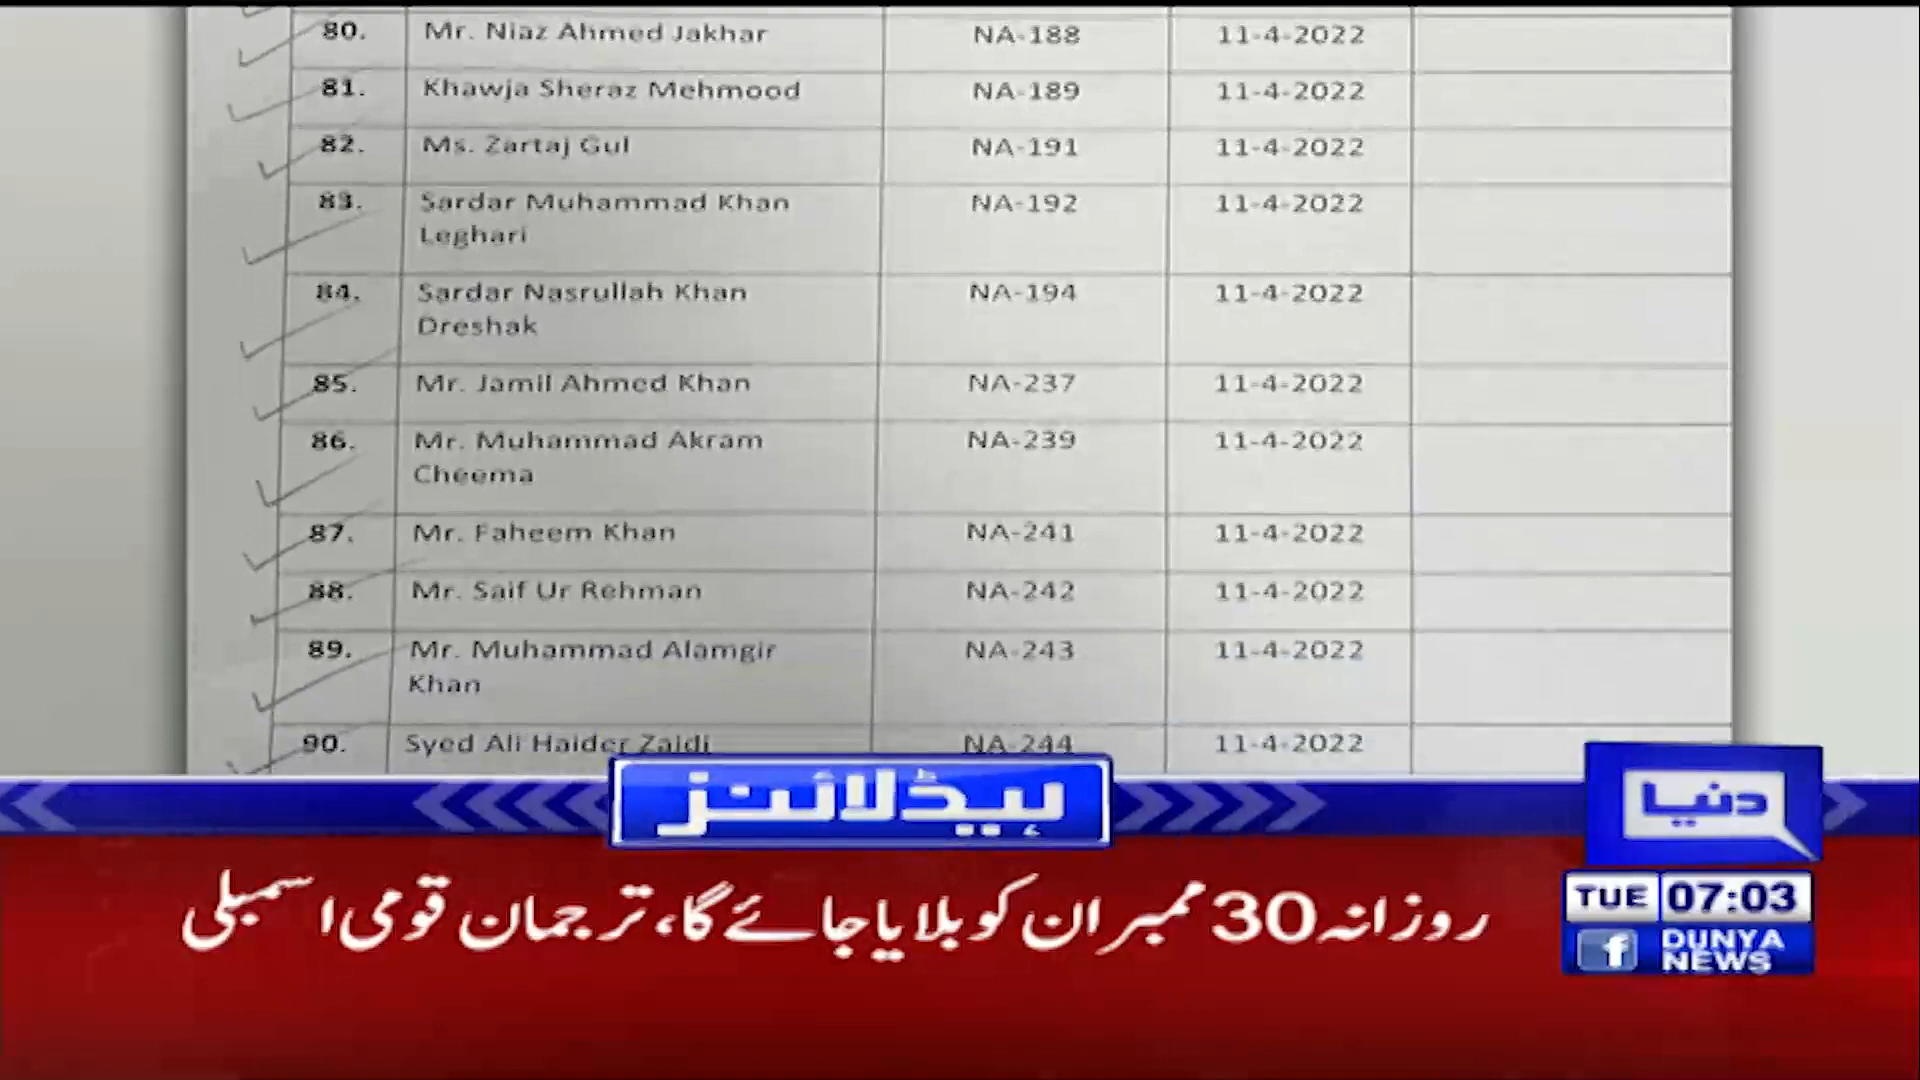 80. Mr. Niaz Ahmed Jakhar NA-188 11-4-2022
81. Khawja Sheraz Mehmood NA-189 11-4-2022
82. Ms. Zartaj Gul NA-191 11-4-2022
83. Sardar Muhammad Khan NA-192 11-4-2022
Leghari
84. Sardar Nasrullah Khan NA-194 11-4-2022
Dreshak
85. Mr. Jamil Ahmed Khan NA-237 11-4-2022
86. Mr. Muhammad Akram NA-239 11-4-2022
Cheema
87. Mr. Faheem Khan NA-241 11-4-2022
88. Mr. Saif Ur Rehman NA-242 11-4-2022
89. Mr. Muhammad Alamgir NA-243 11-4-2022
Khan
90. Syed Ali Haider Zaidi NA-244 11-4-2022
ہیڈلائنز
دنیا
روزانہ 30 ممبران کو بلایا جائے گا، ترجمان قومی اسمبلی
TUE 07:03
f DUNYA
NEWS